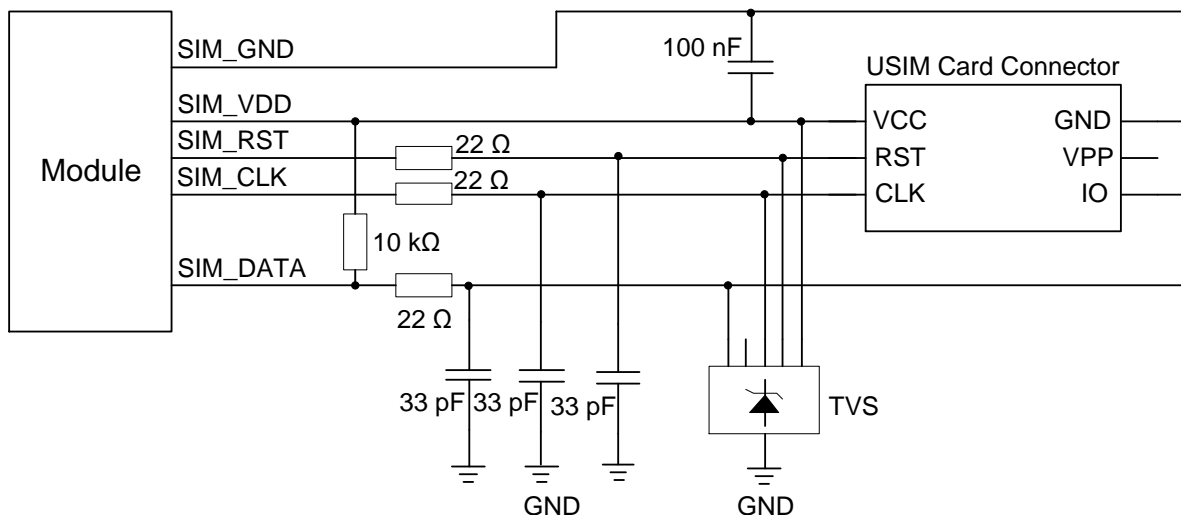 SIM_GND
100 nF
USIM Card Connector
SIM_VDD
VCC
GND
SIM_RST
22 Ω
RST
VPP
Module
SIM_CLK
22 Ω
CLK
IO
10 kΩ
SIM_DATA
22 Ω
33 pF
33 pF
33 pF
TVS
GND
GND